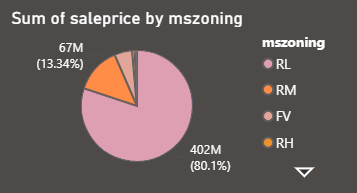 Sum of saleprice by mszoning
67M
(13.34%)
402M
(80.1%)
mszoning
RL
RM
FV
RH